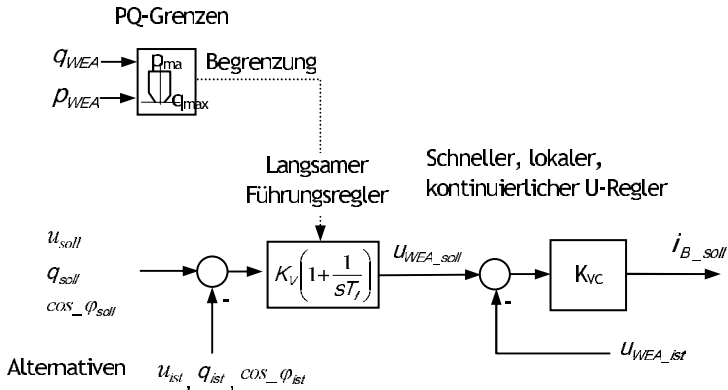 PQ-Grenzen
q_WEA
p_WEA
p_ma
q_max
Begrenzung
Langsamer
Führungsregler
Schneller, lokaler,
kontinuierlicher U-Regler
u_soll
q_soll
cos_φ_soll
-
K_V(1+1/sT_I)
u_WEA_soll
-
K_VC
i_B_soll
u_WEA_ist
Alternativen
u_ist, q_ist, cos_φ_ist